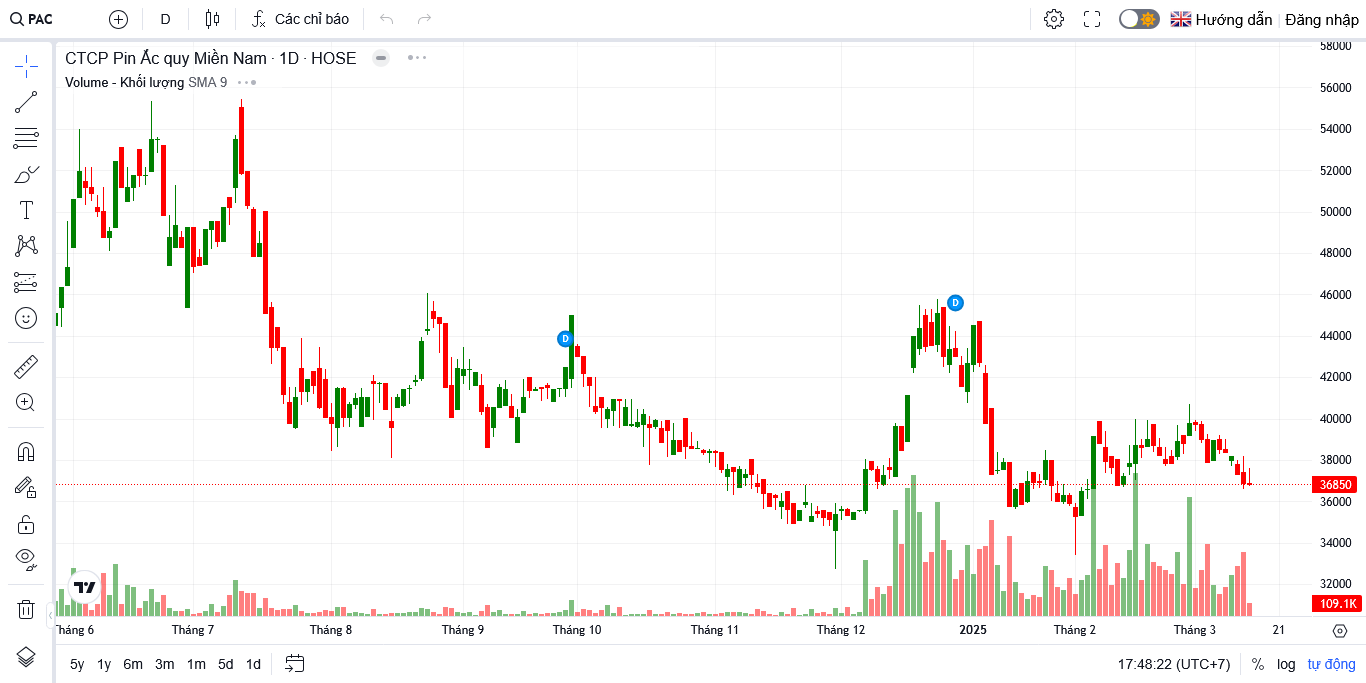 PAC D Các chỉ báo Hướng dẫn Đăng nhập
CTCP Pin Ắc quy Miền Nam · 1D · HOSE
Volume - Khối lượng SMA 9
58000
56000
54000
52000
50000
48000
46000
44000
42000
40000
38000
36850
36000
34000
32000
109.1K
D
D
Tháng 6 Tháng 7 Tháng 8 Tháng 9 Tháng 10 Tháng 11 Tháng 12 2025 Tháng 2 Tháng 3 21
5y 1y 6m 3m 1m 5d 1d 17:48:22 (UTC+7) % log tự động